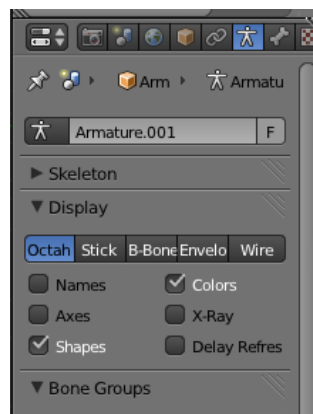 Arm Armatu
Armature.001 F
Skeleton
Display
Octah Stick B-Bone Envelo Wire
Names Colors
Axes X-Ray
Shapes Delay Refres
Bone Groups